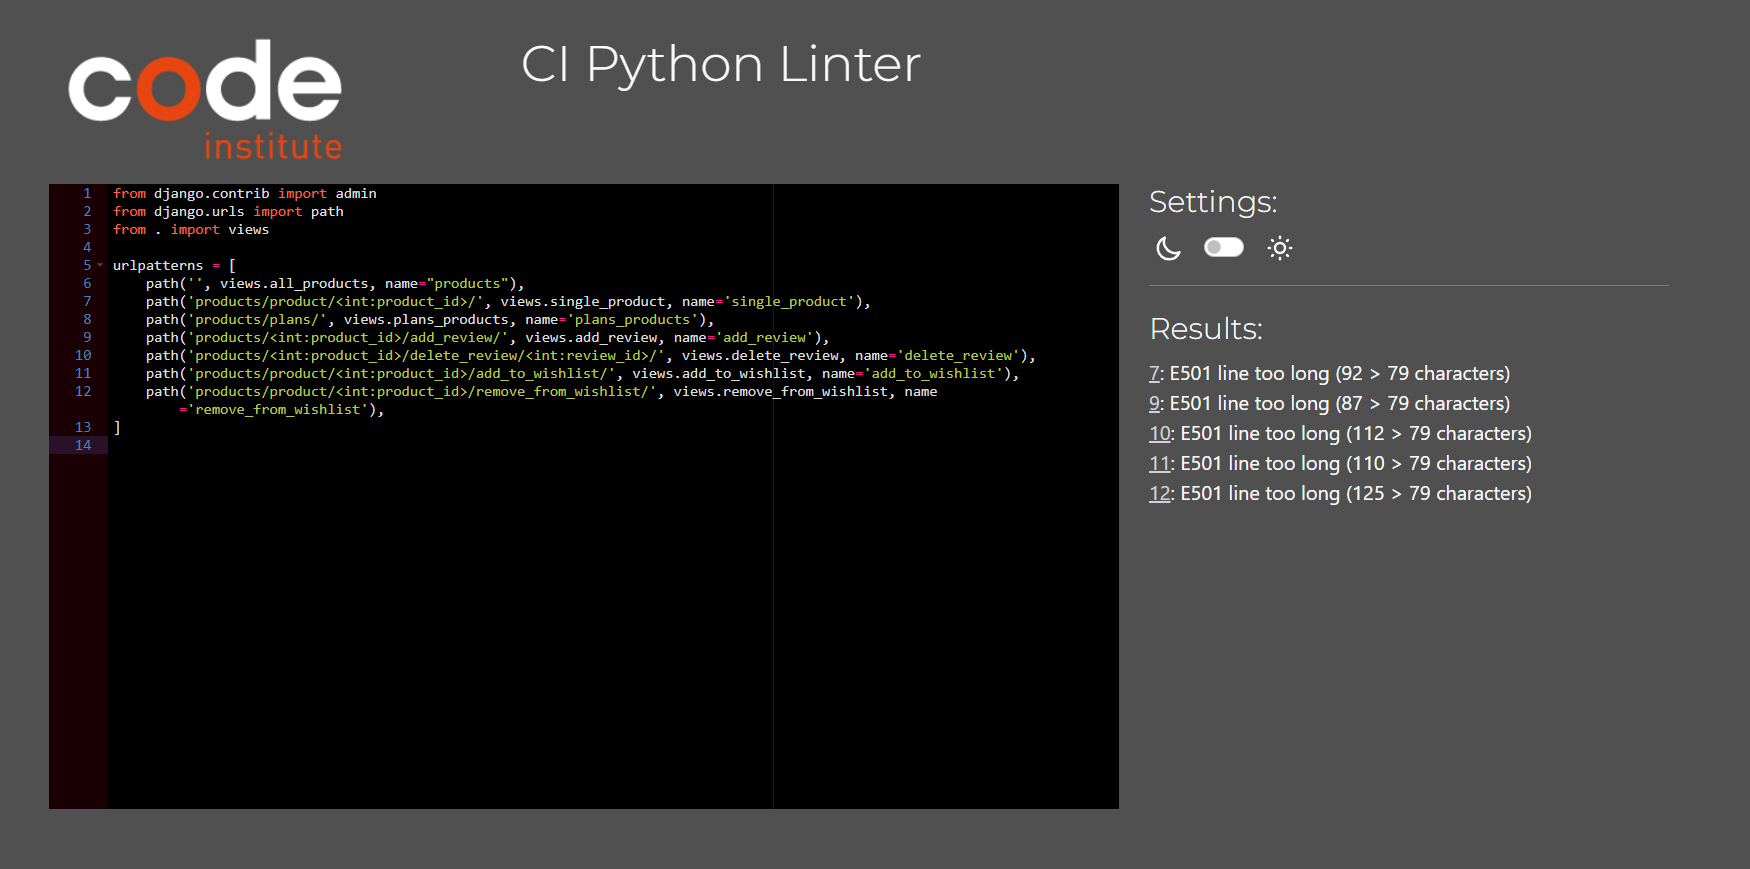 code
institute
CI Python Linter
1 from django.contrib import admin
2 from django.urls import path
3 from . import views
4
5 urlpatterns = [
6     path('', views.all_products, name="products"),
7     path('products/product/<int:product_id>/', views.single_product, name='single_product'),
8     path('products/plans/', views.plans_products, name='plans_products'),
9     path('products/<int:product_id>/add_review/', views.add_review, name='add_review'),
10     path('products/<int:product_id>/delete_review/<int:review_id>/', views.delete_review, name='delete_review'),
11     path('products/product/<int:product_id>/add_to_wishlist/', views.add_to_wishlist, name='add_to_wishlist'),
12     path('products/product/<int:product_id>/remove_from_wishlist/', views.remove_from_wishlist, name
='remove_from_wishlist'),
13 ]
14
Settings:
Results:
7: E501 line too long (92 > 79 characters)
9: E501 line too long (87 > 79 characters)
10: E501 line too long (112 > 79 characters)
11: E501 line too long (110 > 79 characters)
12: E501 line too long (125 > 79 characters)